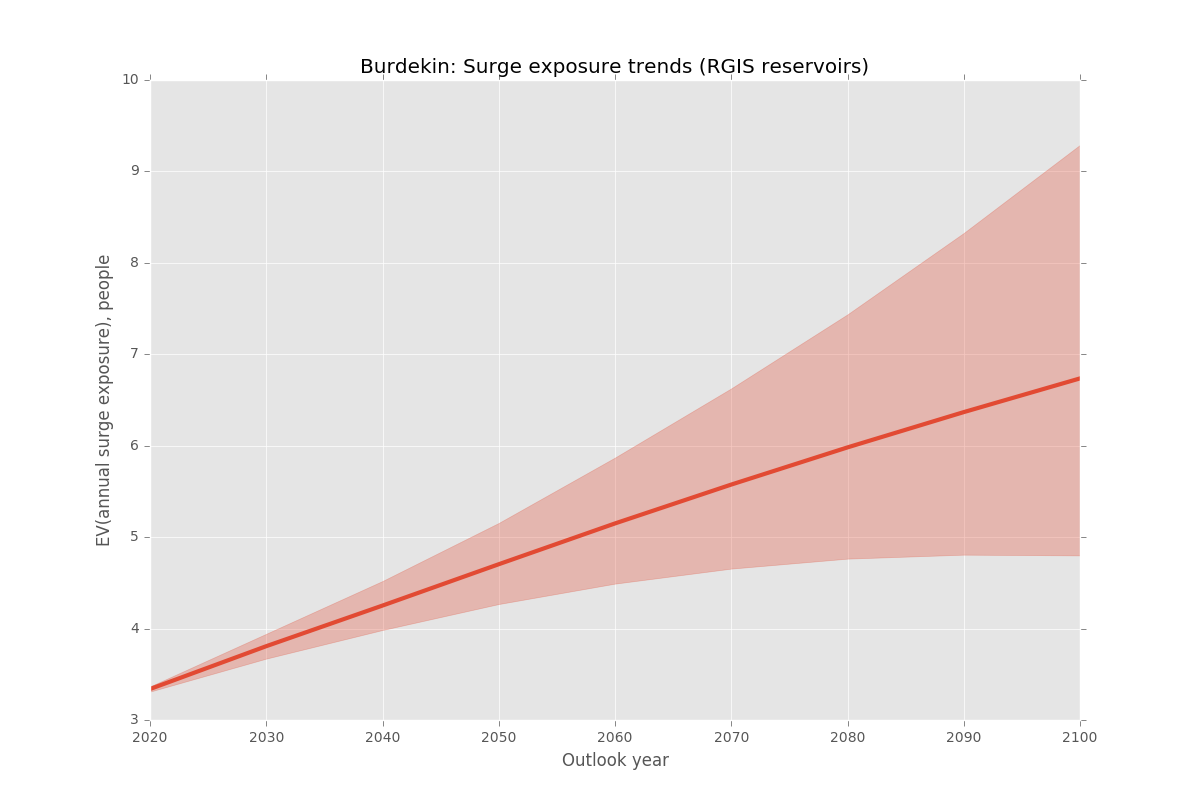 Burdekin: Surge exposure trends (RGIS reservoirs)
10
9
8
7
6
5
4
3
EV(annual surge exposure), people
2020 2030 2040 2050 2060 2070 2080 2090 2100
Outlook year